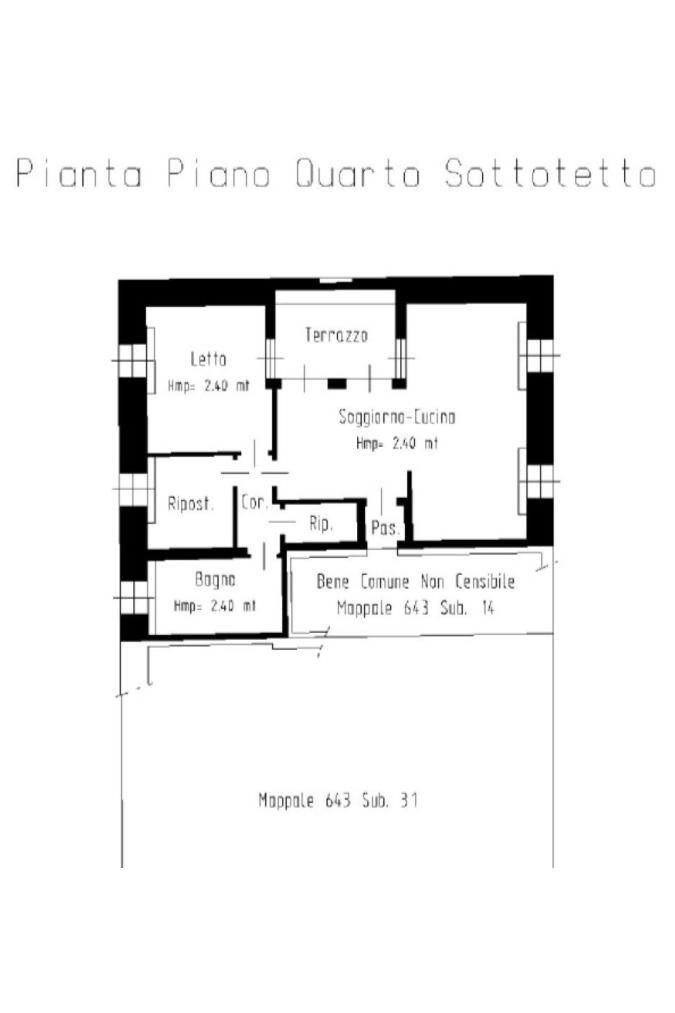 Pianta Piano Quarto Sottotetto
Terrazzo
Letto
Hmp= 2.40 mt
Soggiorno-Cucina
Hmp= 2.40 mt
Ripost.
Cor.
Rip.
Pas.
Bagno
Hmp= 2.40 mt
Bene Comune Non Censibile
Mappale 643 Sub. 14
Mappale 643 Sub. 31